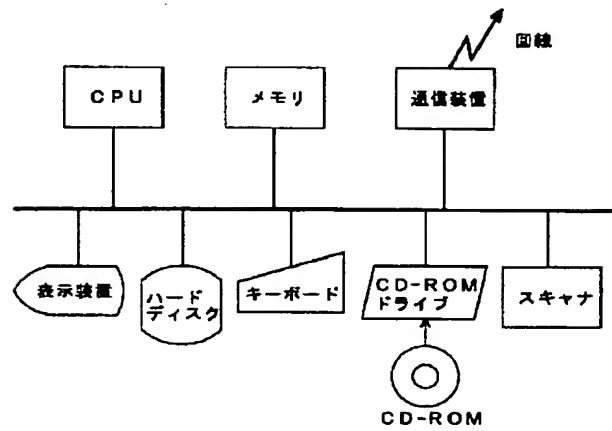 回線
CPU
メモリ
通信装置
表示装置
ハード
ディスク
キーボード
CD-ROM
ドライブ
スキャナ
CD-ROM